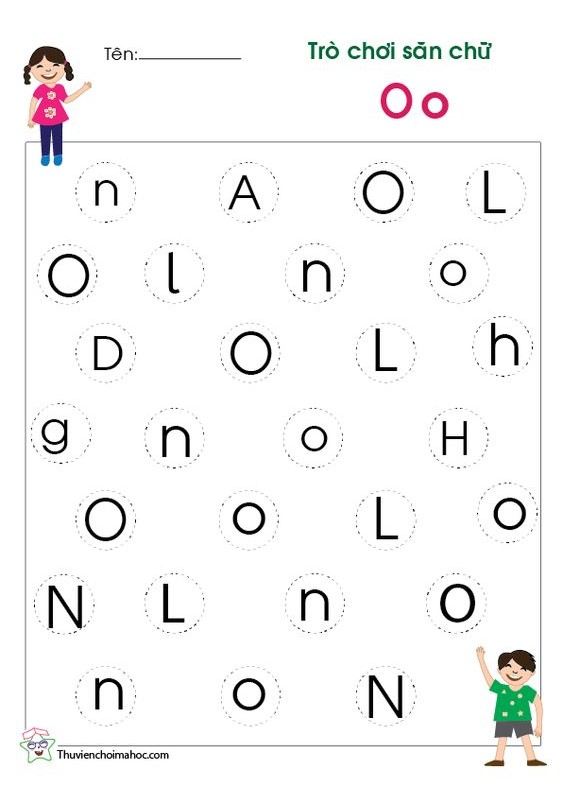 Tên:
Trò chơi săn chữ
O o
n A O L
O l n o
D O L h
g n o H
O o L o
N L n O
n o N
Thuvienchoimahoc.com